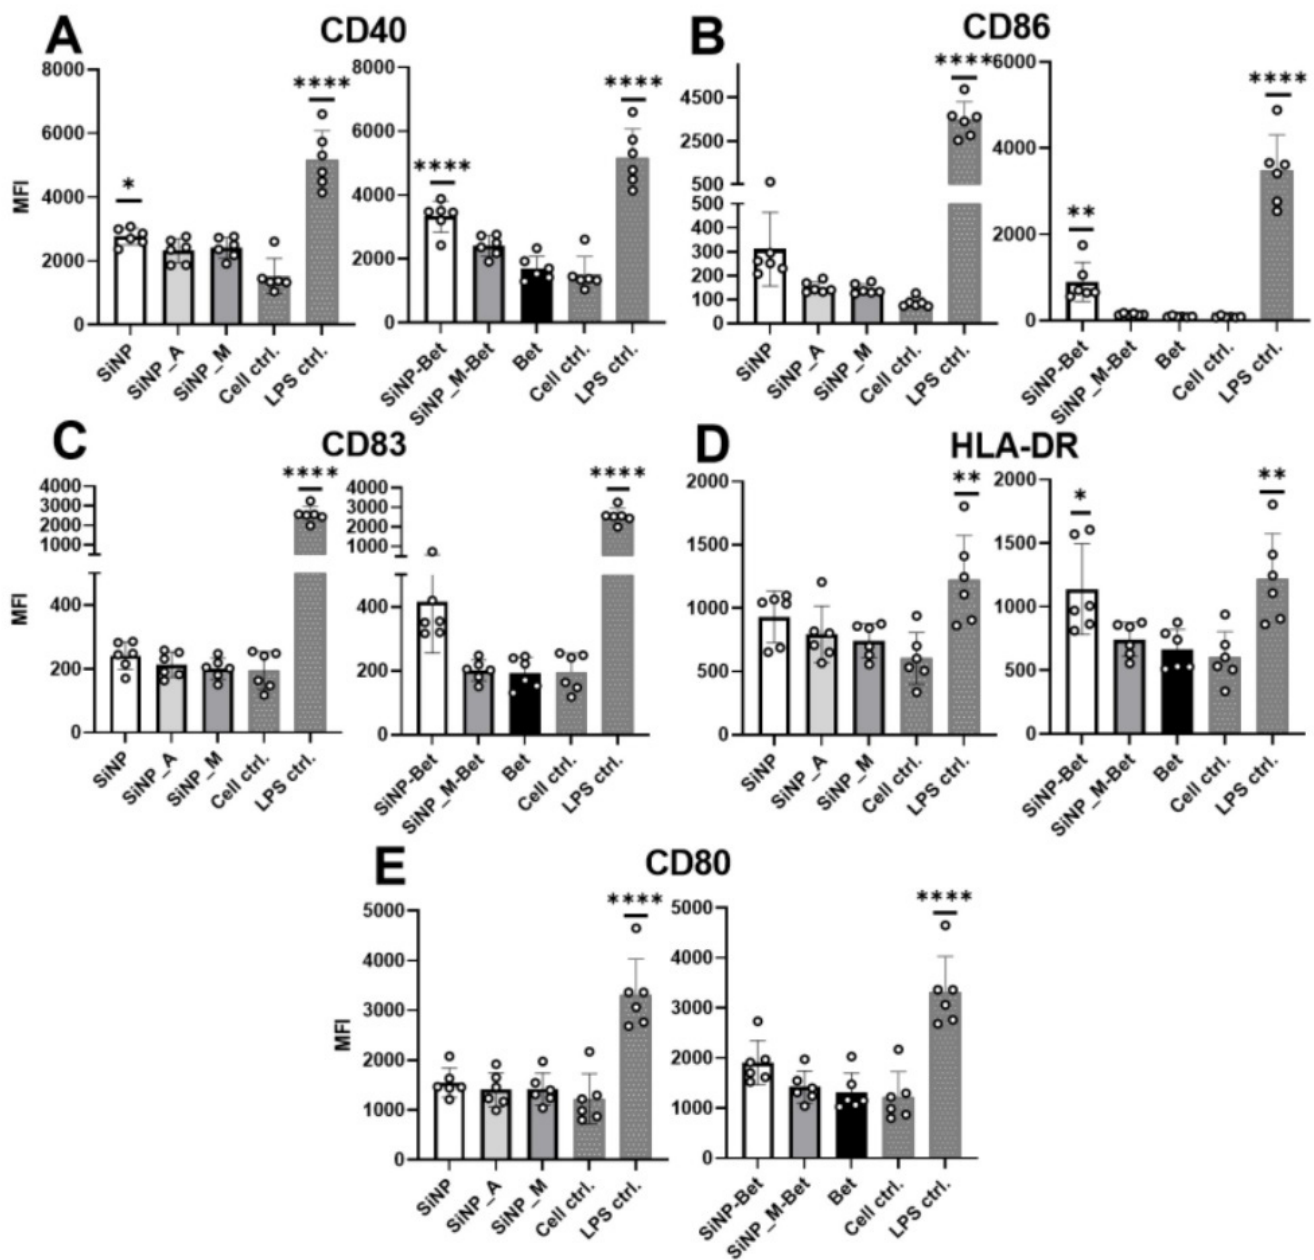 A
CD40
MFI
8000
6000
4000
2000
0
*
****
SiNP
SiNP_A
SiNP_M
Cell ctrl.
LPS ctrl.
8000
6000
4000
2000
0
****
****
SiNP-Bet
SiNP_M-Bet
Bet
Cell ctrl.
LPS ctrl.
B
CD86
4500
2500
500
500
400
300
200
100
0
****
SiNP
SiNP_A
SiNP_M
Cell ctrl.
LPS ctrl.
6000
4000
2000
0
**
****
SiNP-Bet
SiNP_M-Bet
Bet
Cell ctrl.
LPS ctrl.
C
CD83
MFI
4000
3000
2000
1000
400
200
0
****
SiNP
SiNP_A
SiNP_M
Cell ctrl.
LPS ctrl.
4000
3000
2000
1000
400
200
0
****
SiNP-Bet
SiNP_M-Bet
Bet
Cell ctrl.
LPS ctrl.
D
HLA-DR
2000
1500
1000
500
0
**
SiNP
SiNP_A
SiNP_M
Cell ctrl.
LPS ctrl.
2000
1500
1000
500
0
*
**
SiNP-Bet
SiNP_M-Bet
Bet
Cell ctrl.
LPS ctrl.
E
CD80
MFI
5000
4000
3000
2000
1000
0
****
SiNP
SiNP_A
SiNP_M
Cell ctrl.
LPS ctrl.
5000
4000
3000
2000
1000
0
****
SiNP-Bet
SiNP_M-Bet
Bet
Cell ctrl.
LPS ctrl.